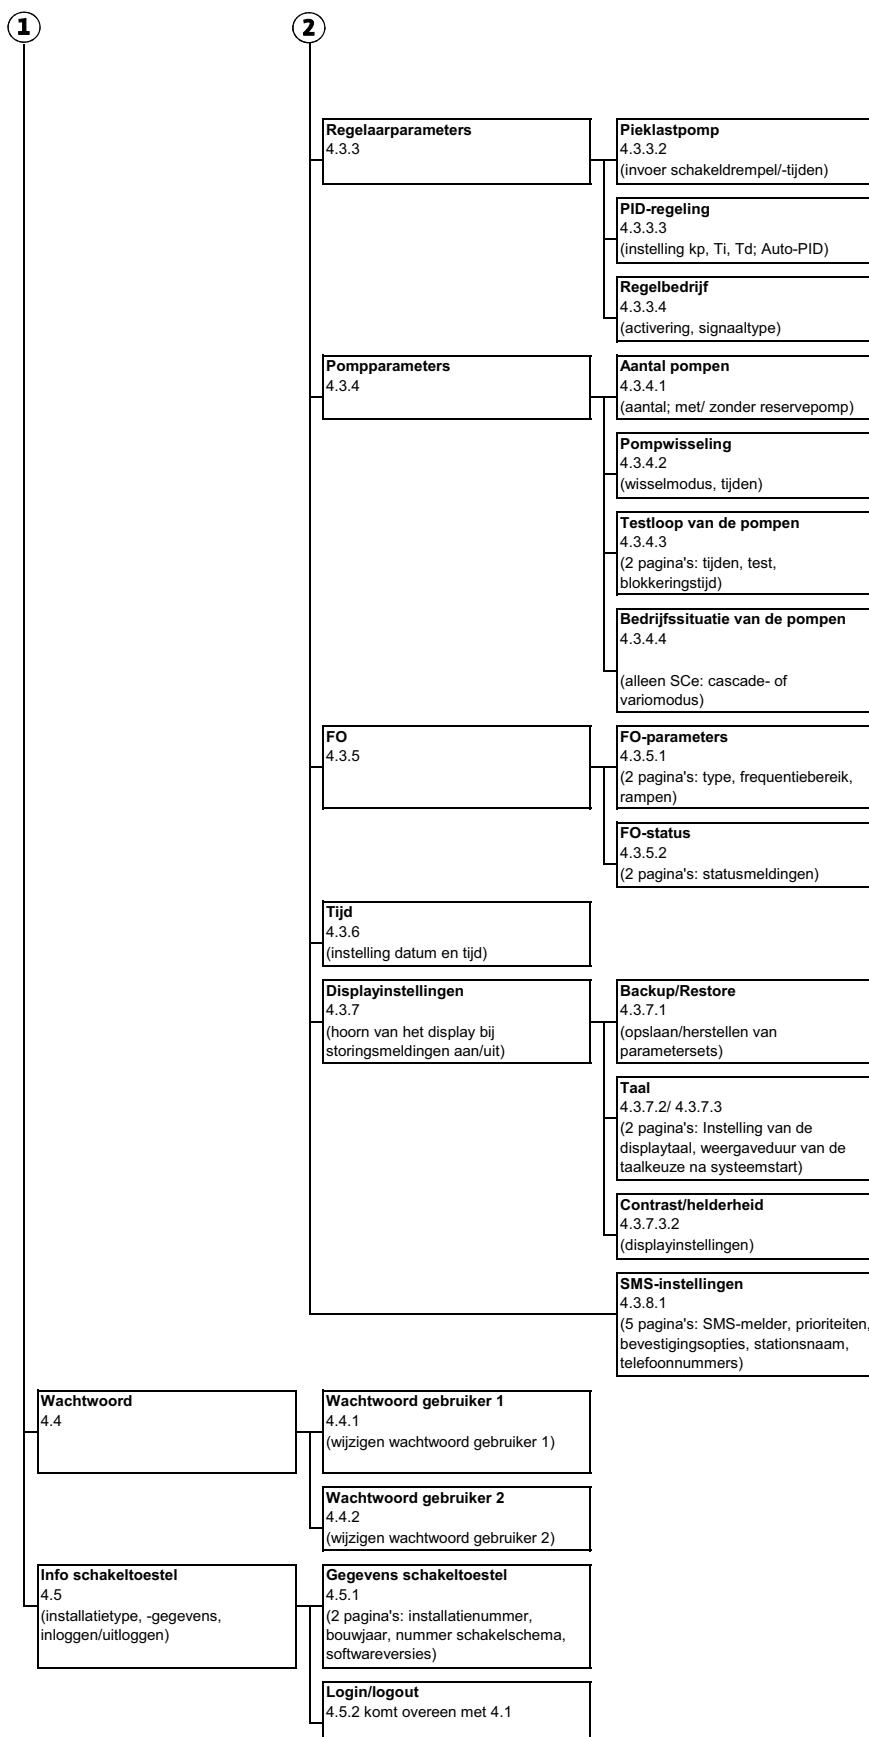 1
2
Regelaarparameters
4.3.3
Pieklastpomp
4.3.3.2
(invoer schakeldrempel/-tijden)
PID-regeling
4.3.3.3
(instelling kp, Ti, Td; Auto-PID)
Regelbedrijf
4.3.3.4
(activering, signaaltype)
Pompparameters
4.3.4
Aantal pompen
4.3.4.1
(aantal; met/ zonder reservepomp)
Pompwisseling
4.3.4.2
(wisselmodus, tijden)
Testloop van de pompen
4.3.4.3
(2 pagina's: tijden, test,
blokkeringstijd)
Bedrijfssituatie van de pompen
4.3.4.4
(alleen SCe: cascade- of
variomodus)
FO
4.3.5
FO-parameters
4.3.5.1
(2 pagina's: type, frequentiebereik,
rampen)
FO-status
4.3.5.2
(2 pagina's: statusmeldingen)
Tijd
4.3.6
(instelling datum en tijd)
Displayinstellingen
4.3.7
(hoorn van het display bij
storingsmeldingen aan/uit)
Backup/Restore
4.3.7.1
(opslaan/herstellen van
parametersets)
Taal
4.3.7.2/ 4.3.7.3
(2 pagina's: Instelling van de
displaytaal, weergaveduur van de
taalkeuze na systeemstart)
Contrast/helderheid
4.3.7.3.2
(displayinstellingen)
SMS-instellingen
4.3.8.1
(5 pagina's: SMS-melder, prioriteiten,
bevestigingsopties, stationsnaam,
telefoonnummers)
Wachtwoord
4.4
Wachtwoord gebruiker 1
4.4.1
(wijzigen wachtwoord gebruiker 1)
Wachtwoord gebruiker 2
4.4.2
(wijzigen wachtwoord gebruiker 2)
Info schakeltoestel
4.5
(installatietype, -gegevens,
inloggen/uitloggen)
Gegevens schakeltoestel
4.5.1
(2 pagina's: installatienummer,
bouwjaar, nummer schakelschema,
softwareversies)
Login/logout
4.5.2 komt overeen met 4.1